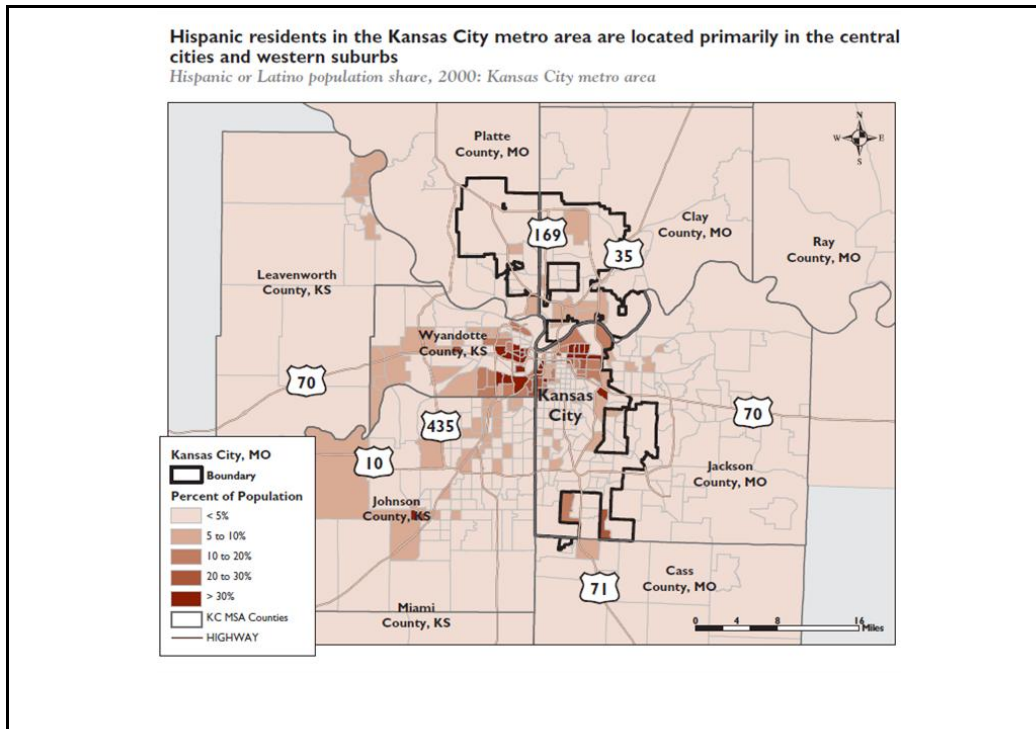 Hispanic residents in the Kansas City metro area are located primarily in the central
cities and western suburbs
Hispanic or Latino population share, 2000: Kansas City metro area
N
W E
S
Platte
County, MO
Clay
County, MO
Ray
County, MO
169
35
Leavenworth
County, KS
Wyandotte
County, KS
70
Kansas
City
70
435
10
Jackson
County, MO
Johnson
County, KS
Cass
County, MO
71
Miami
County, KS
0 4 8 16
Miles
Kansas City, MO
Boundary
Percent of Population
< 5%
5 to 10%
10 to 20%
20 to 30%
> 30%
KC MSA Counties
HIGHWAY